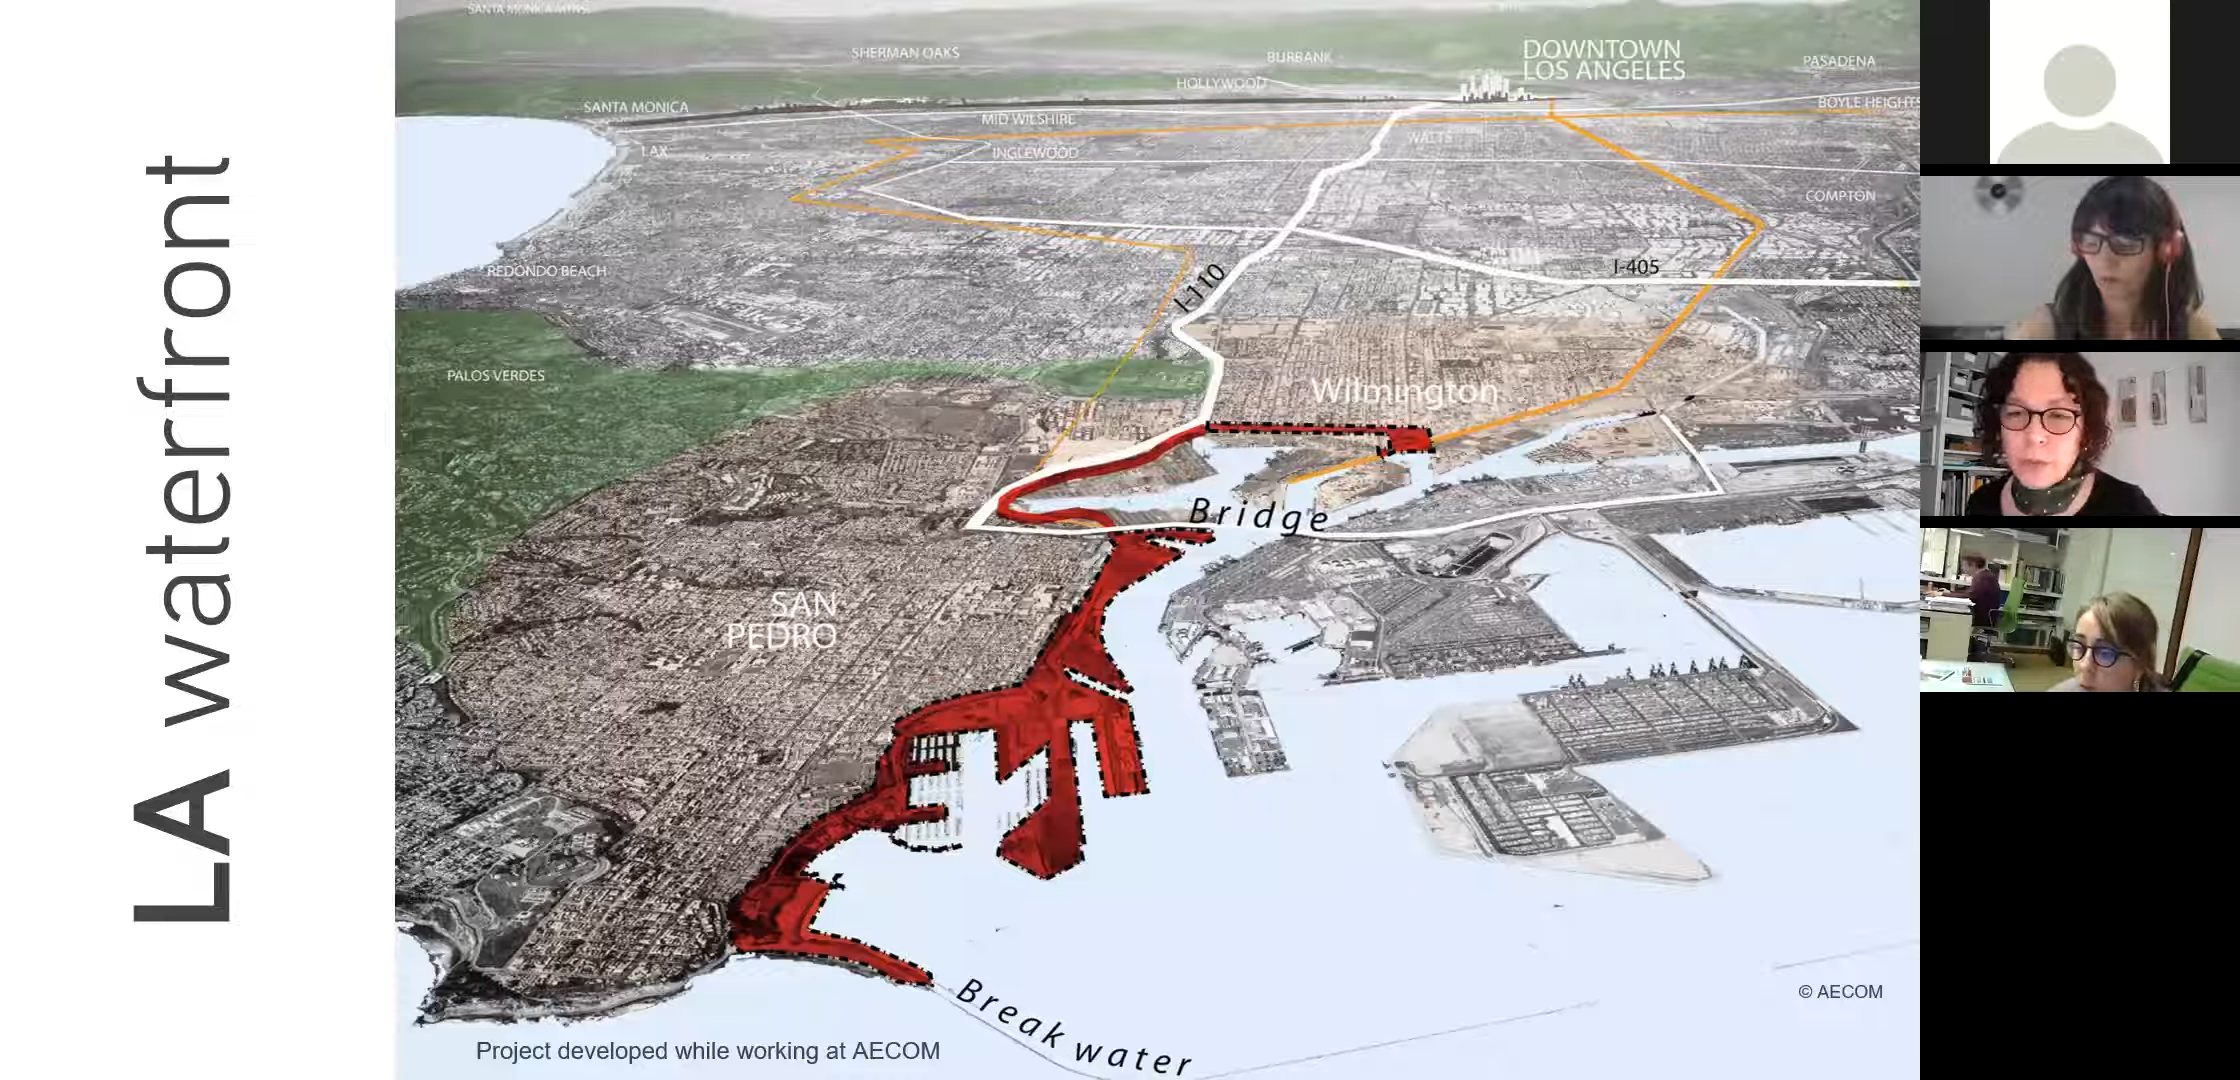 LA waterfront
SANTA MONICA MTNS.
SHERMAN OAKS
BURBANK
HOLLYWOOD
DOWNTOWN
LOS ANGELES
PASADENA
SANTA MONICA
BOYLE HEIGHTS
MID WILSHIRE
WATTS
LAX
INGLEWOOD
COMPTON
REDONDO BEACH
I-110
I-405
PALOS VERDES
Wilmington
Bridge
SAN
PEDRO
Break water
© AECOM
Project developed while working at AECOM